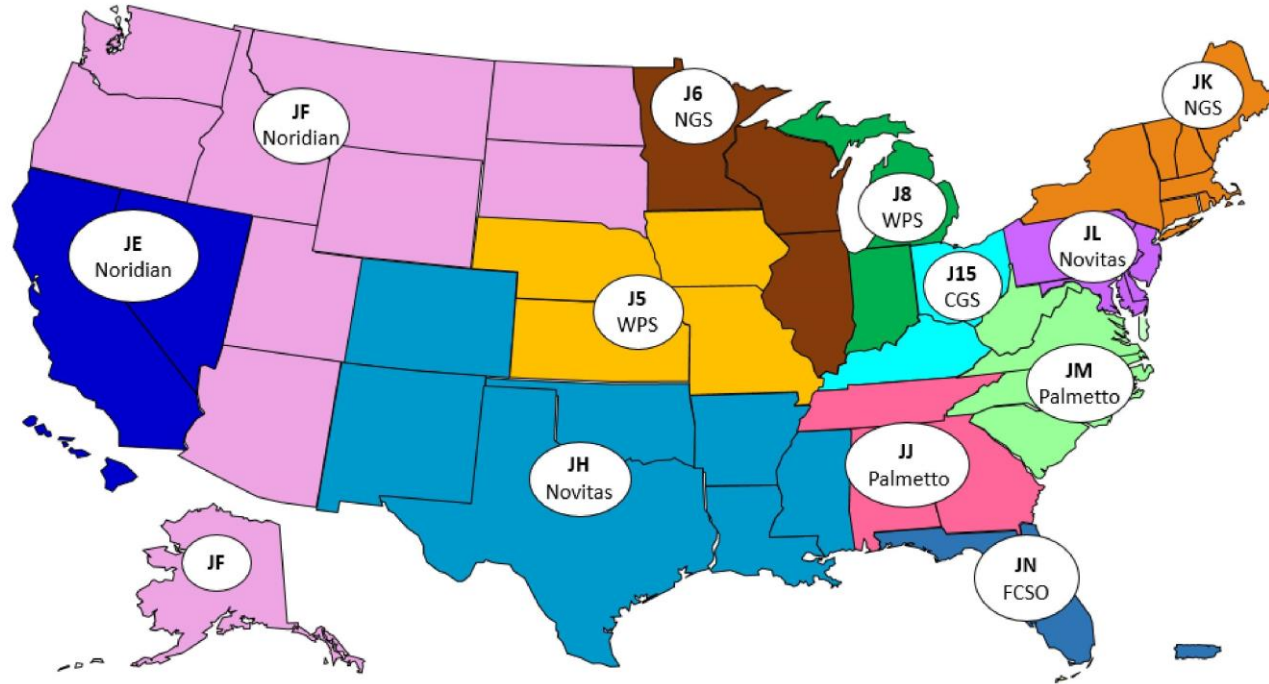 JF
Noridian
J6
NGS
JK
NGS
J8
WPS
JE
Noridian
JL
Novitas
J15
CGS
J5
WPS
JM
Palmetto
JH
Novitas
JJ
Palmetto
JF
JN
FCSO